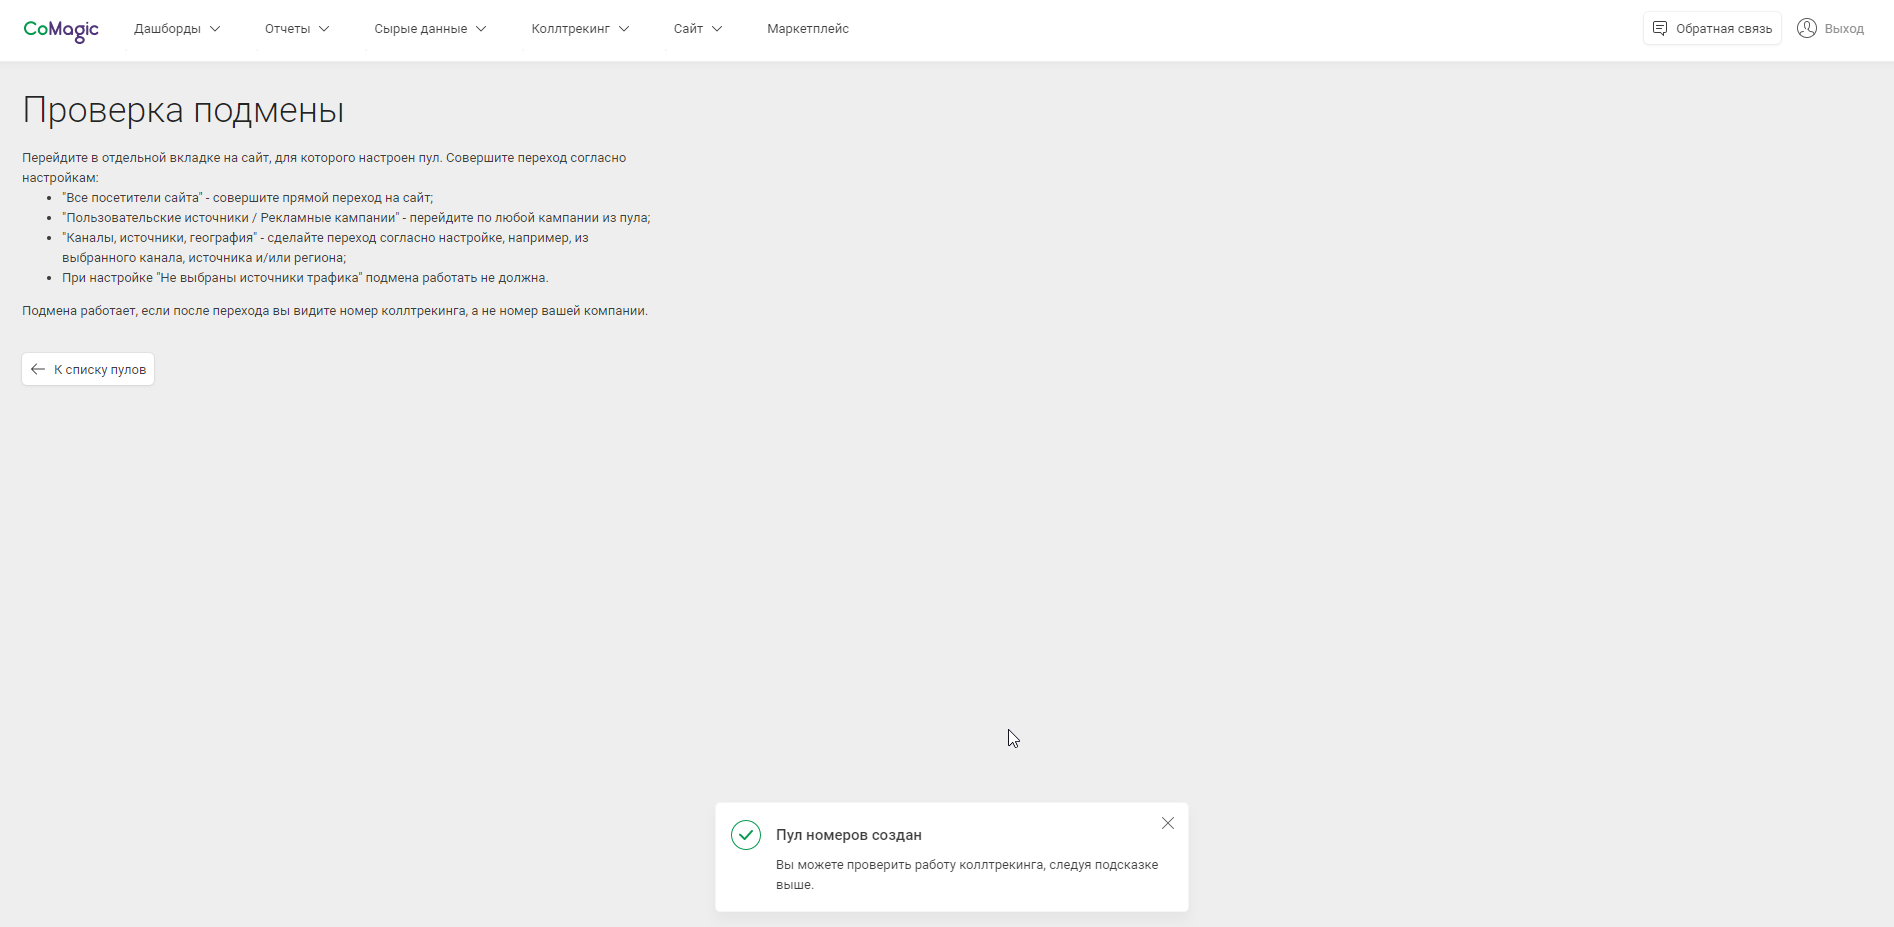 CoMagic Дашборды Отчеты Сырые данные Коллтрекинг Сайт Маркетплейс Обратная связь Выход
Проверка подмены
Перейдите в отдельной вкладке на сайт, для которого настроен пул. Совершите переход согласно
настройкам:
• "Все посетители сайта" - совершите прямой переход на сайт;
• "Пользовательские источники / Рекламные кампании" - перейдите по любой кампании из пула;
• "Каналы, источники, география" - сделайте переход согласно настройке, например, из
выбранного канала, источника и/или региона;
• При настройке "Не выбраны источники трафика" подмена работать не должна.
Подмена работает, если после перехода вы видите номер коллтрекинга, а не номер вашей компании.
К списку пулов
Пул номеров создан
Вы можете проверить работу коллтрекинга, следуя подсказке
выше.